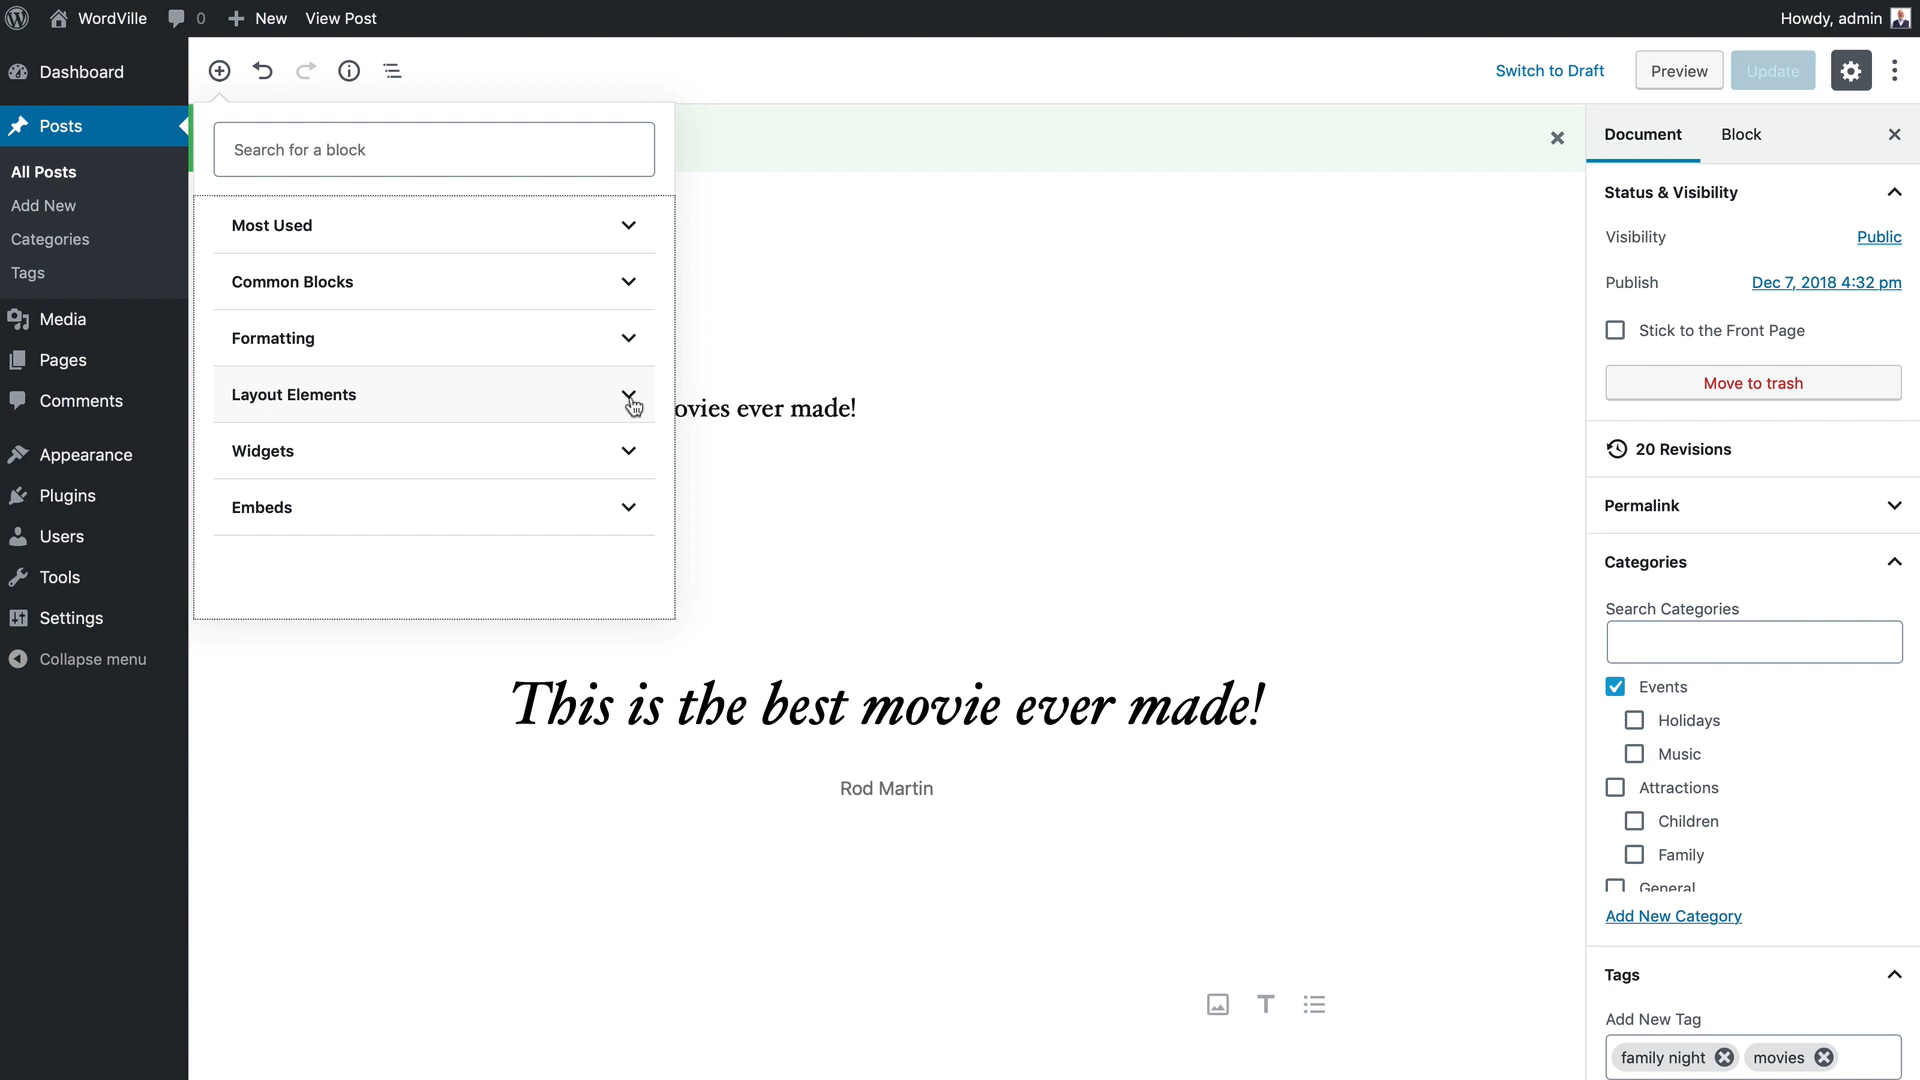 WordVille 0 New View Post Howdy, admin
Dashboard
Posts
All Posts
Add New
Categories
Tags
Media
Pages
Comments
Appearance
Plugins
Users
Tools
Settings
Collapse menu
Switch to Draft Preview Update
Search for a block
Most Used
Common Blocks
Formatting
Layout Elements
Widgets
Embeds
ovies ever made!
This is the best movie ever made!
Rod Martin
Document Block
Status & Visibility
Visibility Public
Publish Dec 7, 2018 4:32 pm
Stick to the Front Page
Move to trash
20 Revisions
Permalink
Categories
Search Categories
Events
Holidays
Music
Attractions
Children
Family
General
Add New Category
Tags
Add New Tag
family night movies